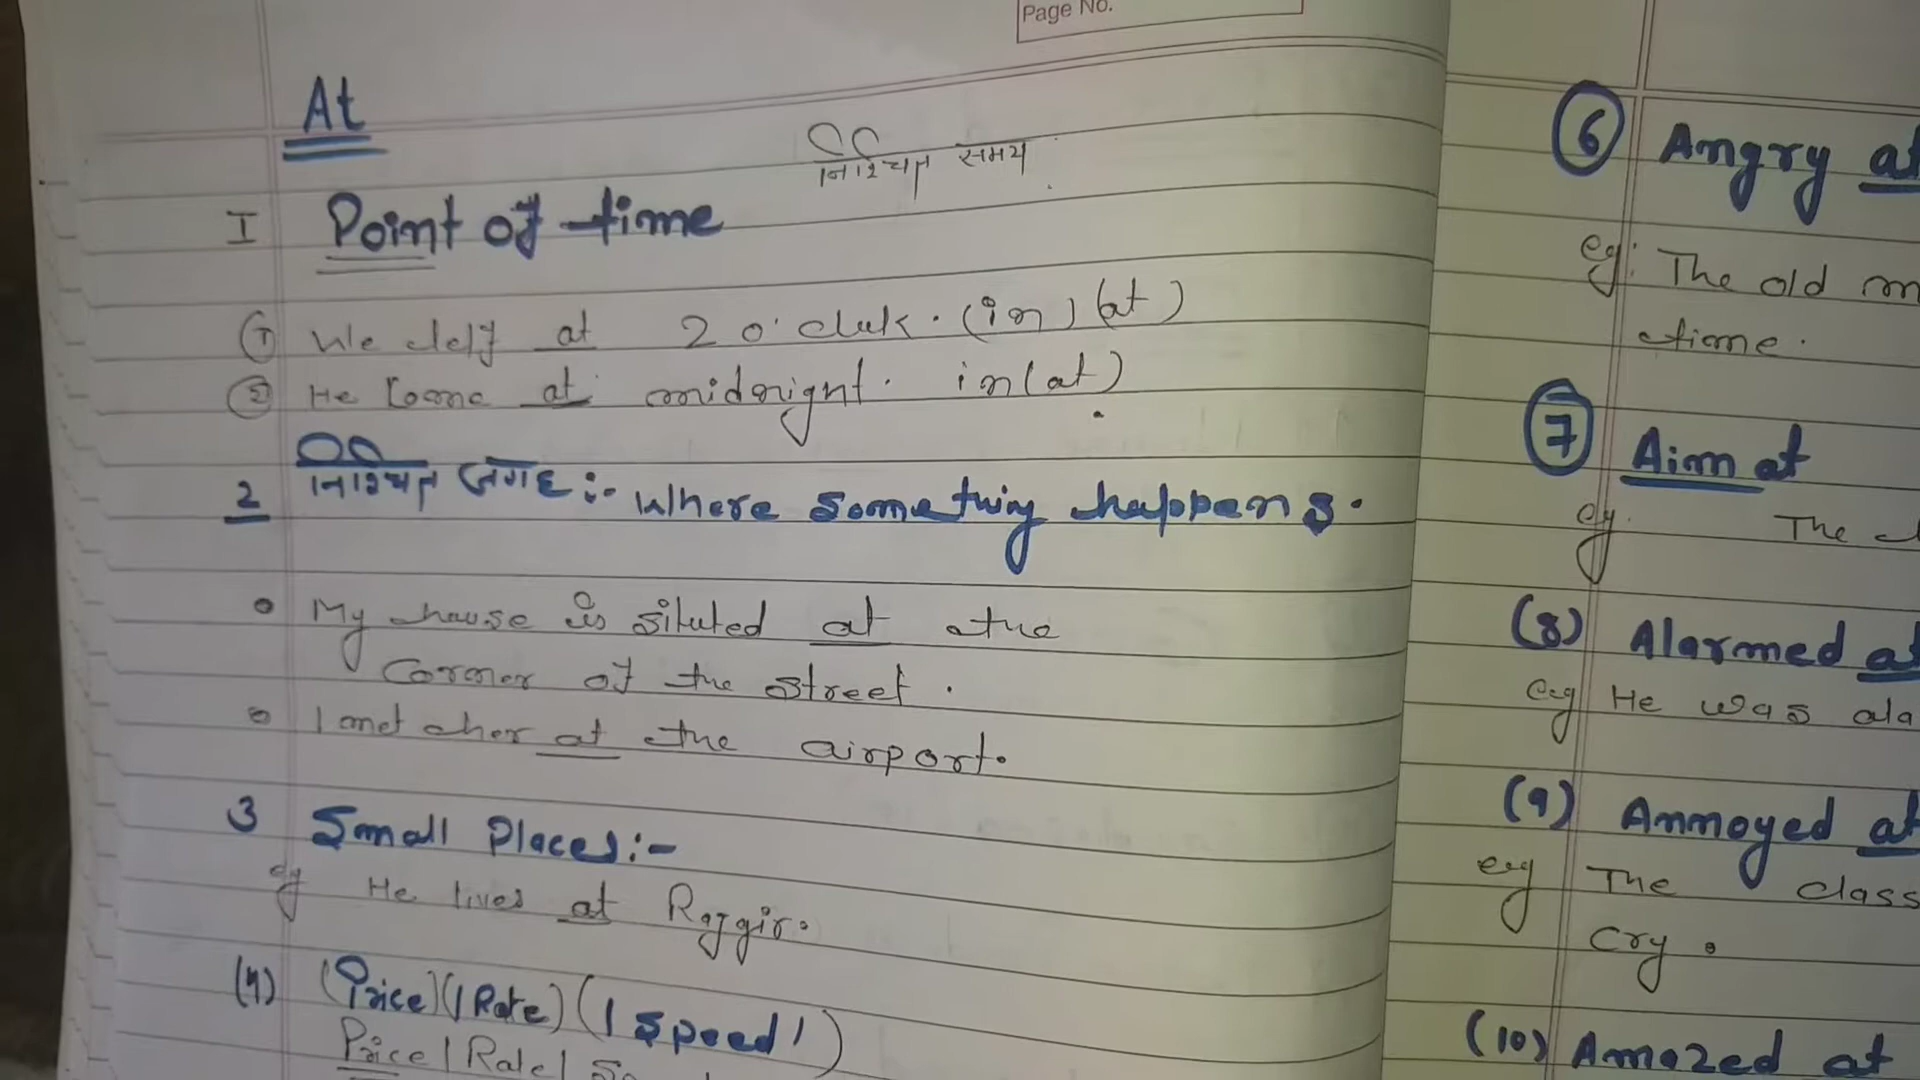 Page No.
At
निश्चित समय
I Point of time
① We left at 2 o'clock. (in) (at)
② He come at midnight. in (at)
2 निश्चित जगह :- Where something happens.
My house is situted at the
Corner of the street.
I met her at the airport.
3 Small Places :-
eg He lives at Rajgir.
(4) (Price) (Rate) (Speed)
Price / Rate /
⑥ Angry at
eg: The old
time.
⑦ Aim at
eg. The
(8) Alarmed at
eg He was
(9) Annoyed at
eg The class
Cry.
(10) Amazed at